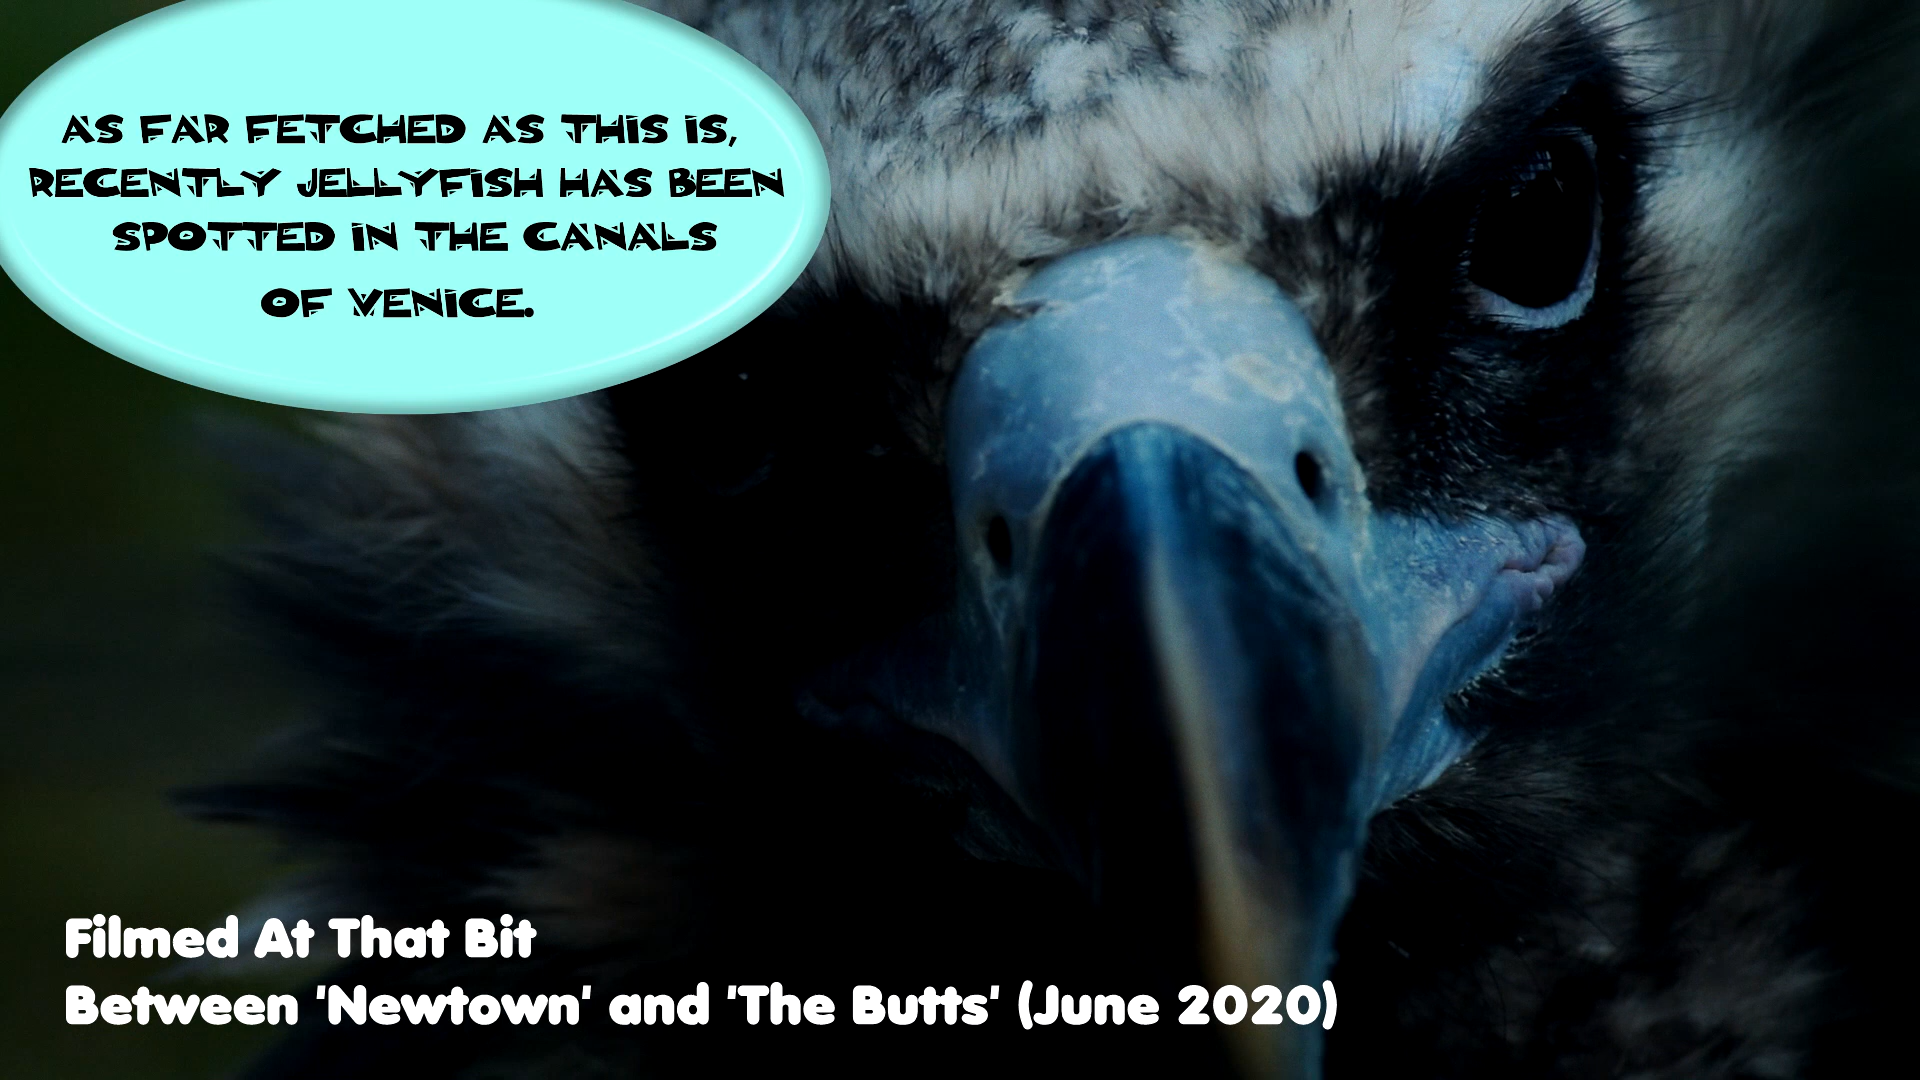 AS FAR FETCHED AS THIS IS,
RECENTLY JELLYFISH HAS BEEN
SPOTTED IN THE CANALS
OF VENICE.
Filmed At That Bit
Between 'Newtown' and 'The Butts' (June 2020)